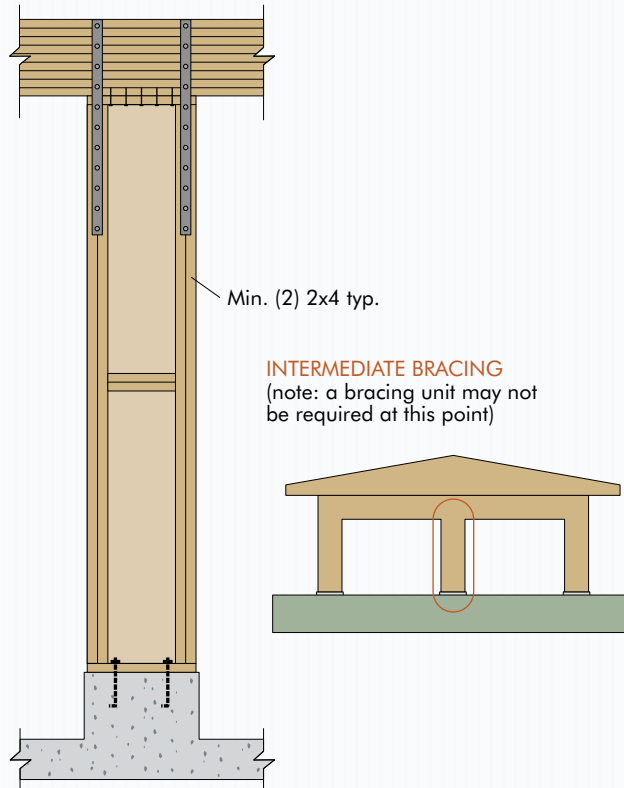 Min. (2) 2x4 typ.
INTERMEDIATE BRACING
(note: a bracing unit may not
be required at this point)